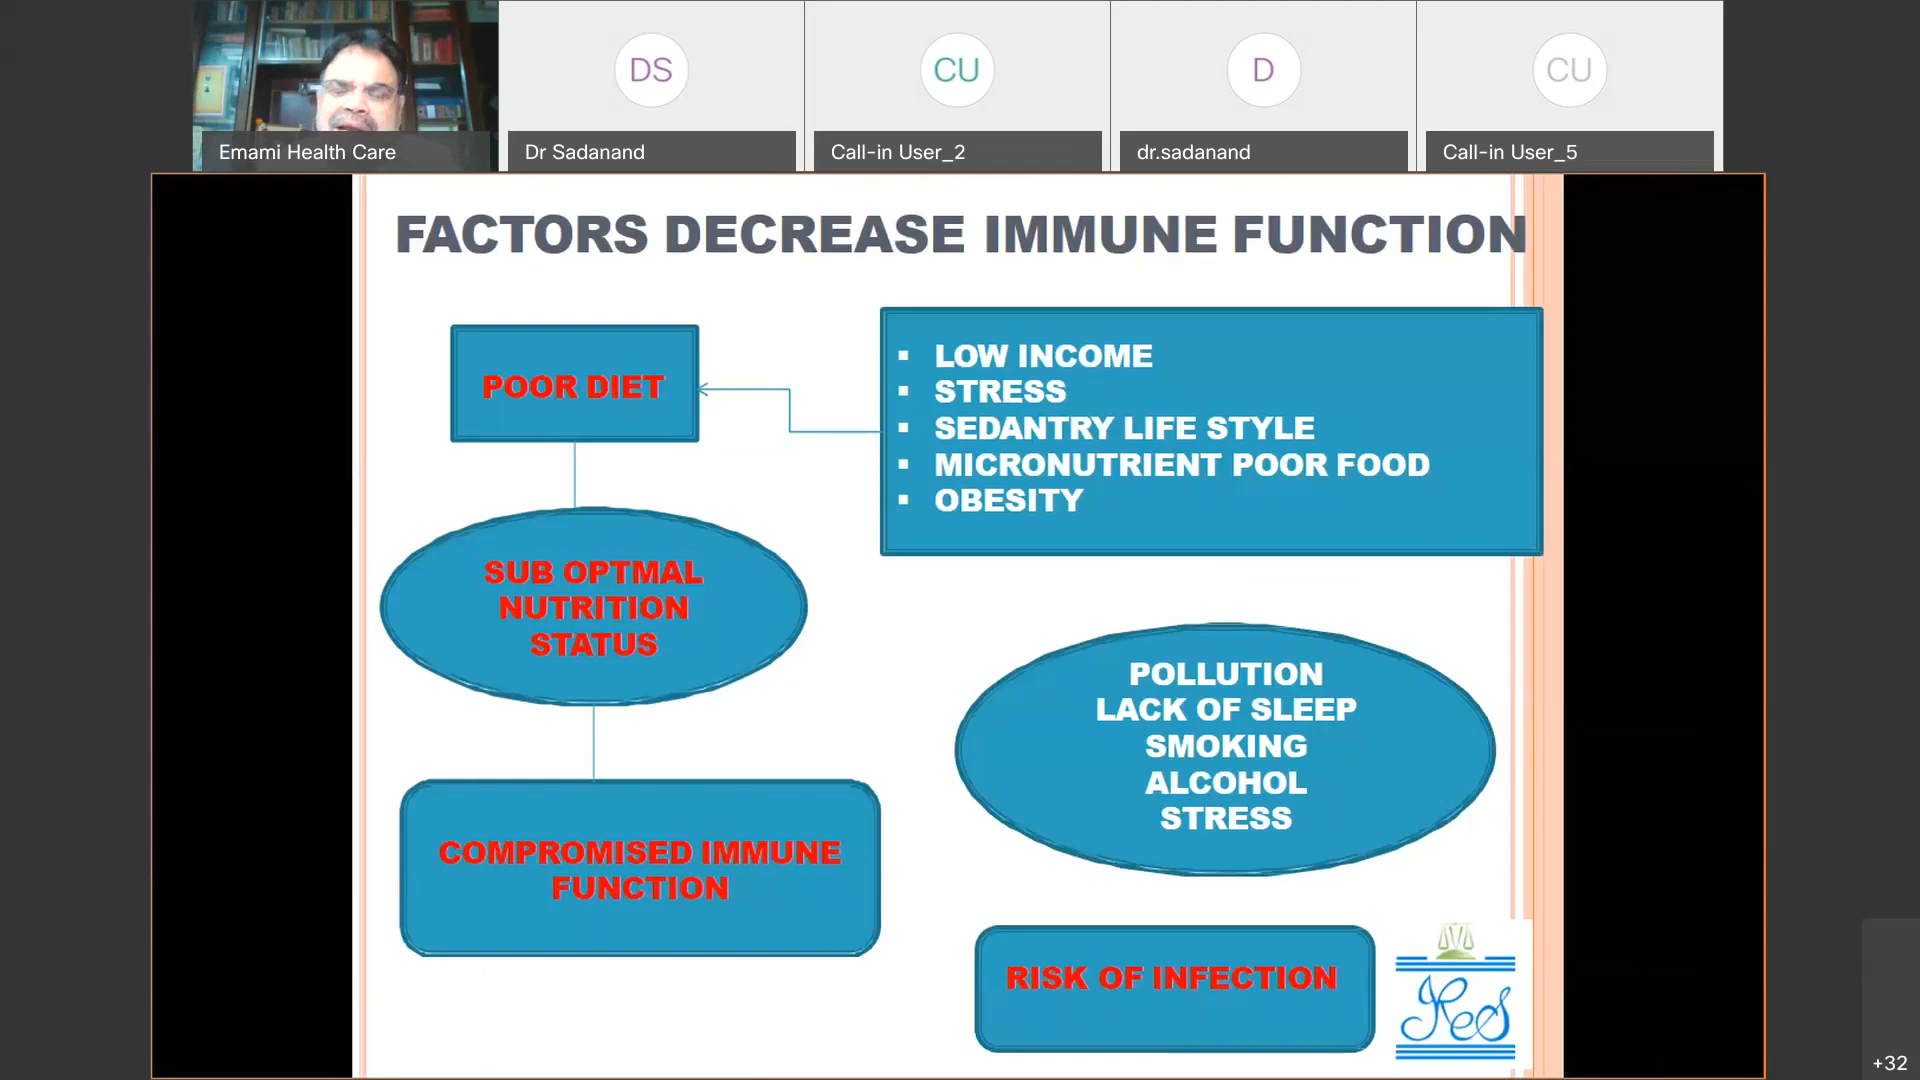 DS
CU
D
CU
Emami Health Care
Dr Sadanand
Call-in User_2
dr.sadanand
Call-in User_5
FACTORS DECREASE IMMUNE FUNCTION
POOR DIET
▪ LOW INCOME
▪ STRESS
▪ SEDANTRY LIFE STYLE
▪ MICRONUTRIENT POOR FOOD
▪ OBESITY
SUB OPTMAL
NUTRITION
STATUS
POLLUTION
LACK OF SLEEP
SMOKING
ALCOHOL
STRESS
COMPROMISED IMMUNE
FUNCTION
RISK OF INFECTION
+32